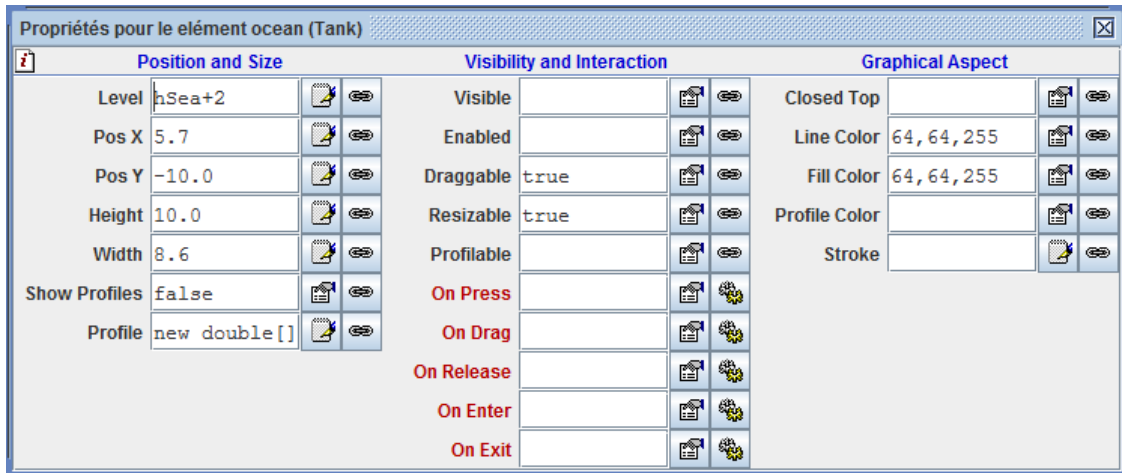 Propriétés pour le elément ocean (Tank)
Position and Size Visibility and Interaction Graphical Aspect
Level hSea+2 Visible Closed Top
Pos X 5.7 Enabled Line Color 64,64,255
Pos Y -10.0 Draggable true Fill Color 64,64,255
Height 10.0 Resizable true Profile Color
Width 8.6 Profilable Stroke
Show Profiles false On Press
Profile new double[] On Drag
On Release
On Enter
On Exit